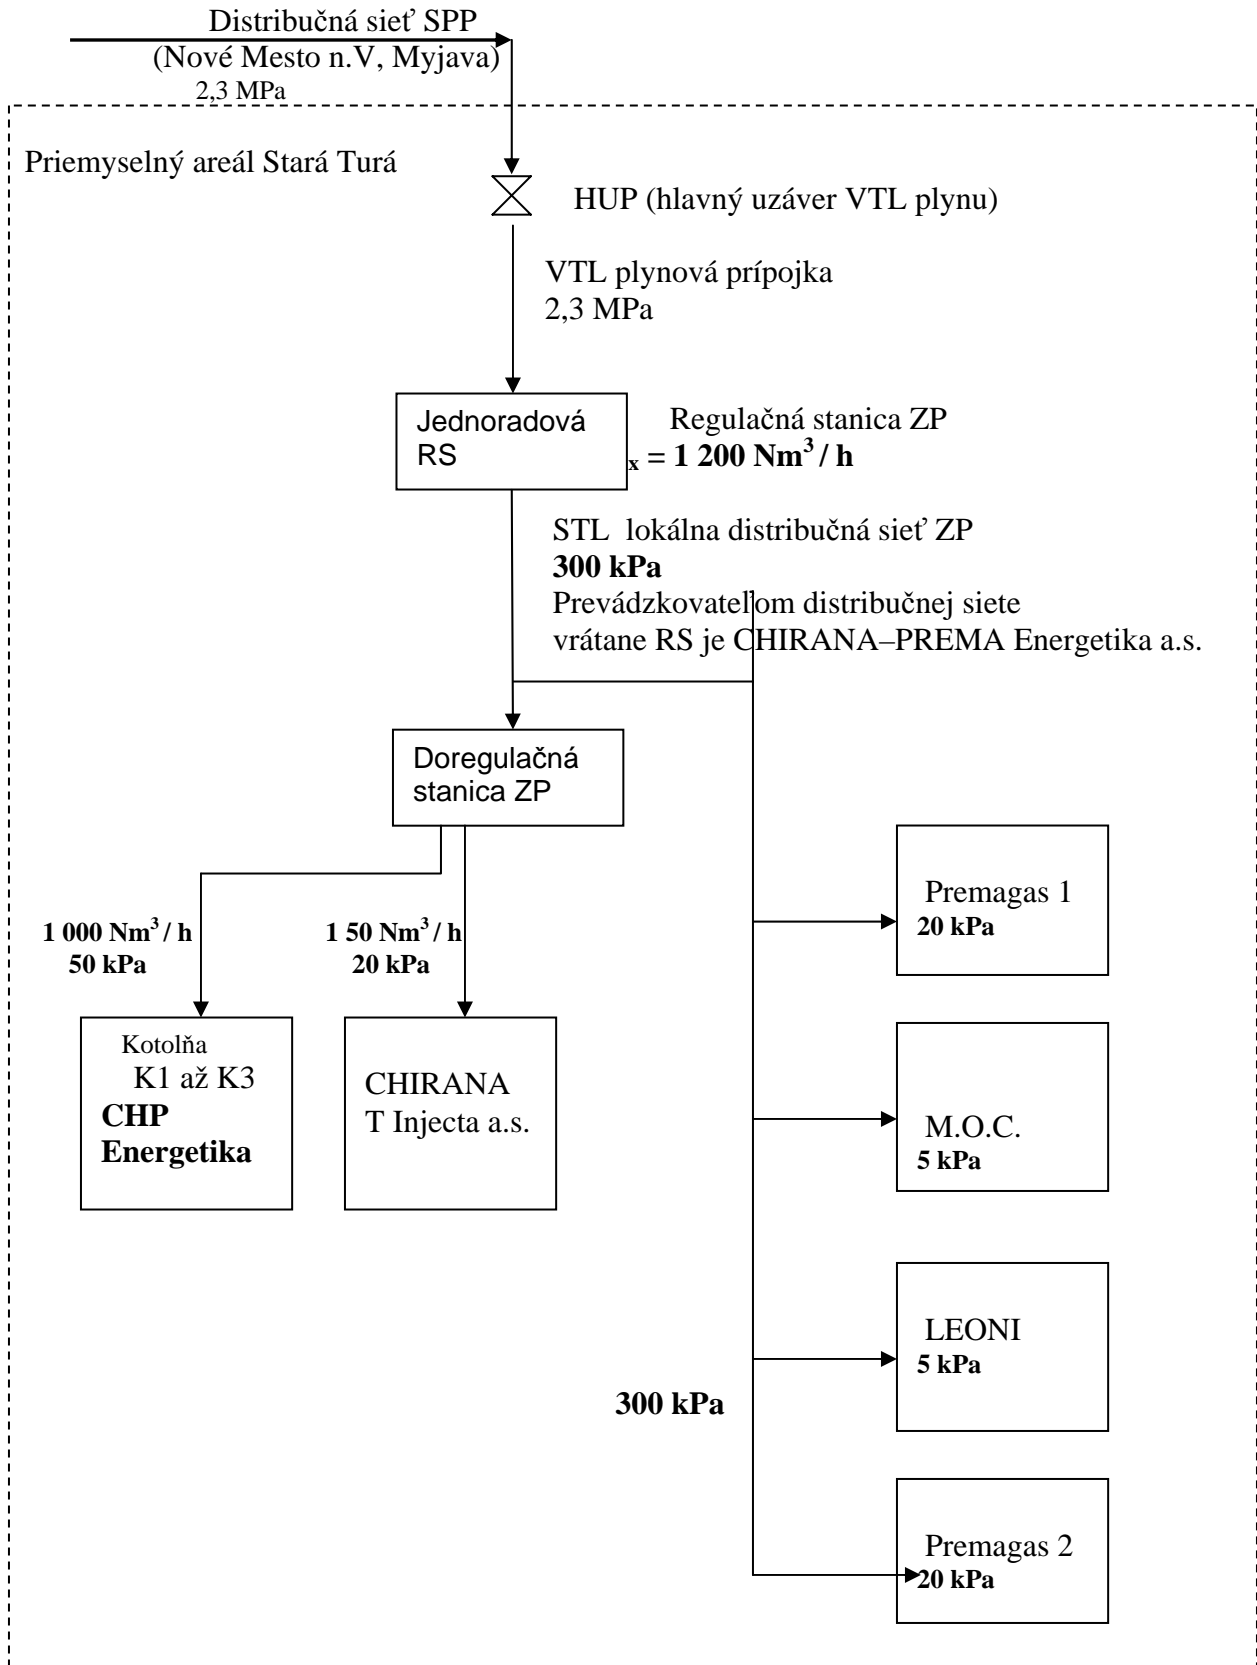 Distribučná sieť SPP
(Nové Mesto n.V, Myjava)
2,3 MPa
Priemyselný areál Stará Turá
HUP (hlavný uzáver VTL plynu)
VTL plynová prípojka
2,3 MPa
Jednoradová
RS
Regulačná stanica ZP
x = 1 200 Nm³ / h
STL lokálna distribučná sieť ZP
300 kPa
Prevádzkovateľom distribučnej siete
vrátane RS je CHIRANA–PREMA Energetika a.s.
Doregulačná
stanica ZP
1 000 Nm³ / h
50 kPa
1 50 Nm³ / h
20 kPa
Kotolňa
K1 až K3
CHP
Energetika
CHIRANA
T Injecta a.s.
Premagas 1
20 kPa
M.O.C.
5 kPa
LEONI
5 kPa
300 kPa
Premagas 2
20 kPa